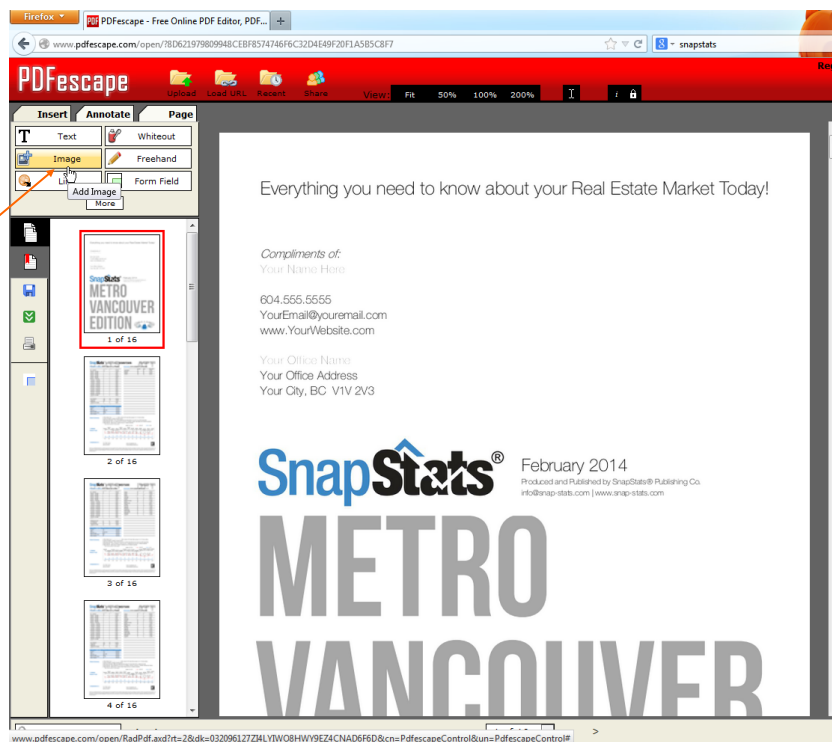 Firefox
PDF PDFescape - Free Online PDF Editor, PDF...
www.pdfescape.com/open/?8D621979809948CEBF8574746F6C32D4E49F20F1A5B5C8F7
8 snapstats
PDFescape
Upload Load URL Recent Share View: Fit 50% 100% 200% I i
Insert Annotate Page
T Text Whiteout
Image Freehand
Form Field
Add Image
More
Everything you need to know about your Real Estate Market Today!
Compliments of:
Your Name Here
604.555.5555
YourEmail@youremail.com
www.YourWebsite.com
Your Office Name
Your Office Address
Your City, BC V1V 2V3
SnapStats®
February 2014
Produced and Published by SnapStats® Publishing Co.
info@snap-stats.com | www.snap-stats.com
METRO
VANCOUVER
SnapStats
METRO
VANCOUVER
EDITION
1 of 16
2 of 16
3 of 16
4 of 16
www.pdfescape.com/open/RadPdf.axd?rt=2&dk=032096127ZI4LYIWO8HWY9EZ4CNAD6F6D&cn=PdfescapeControl&un=PdfescapeControl#